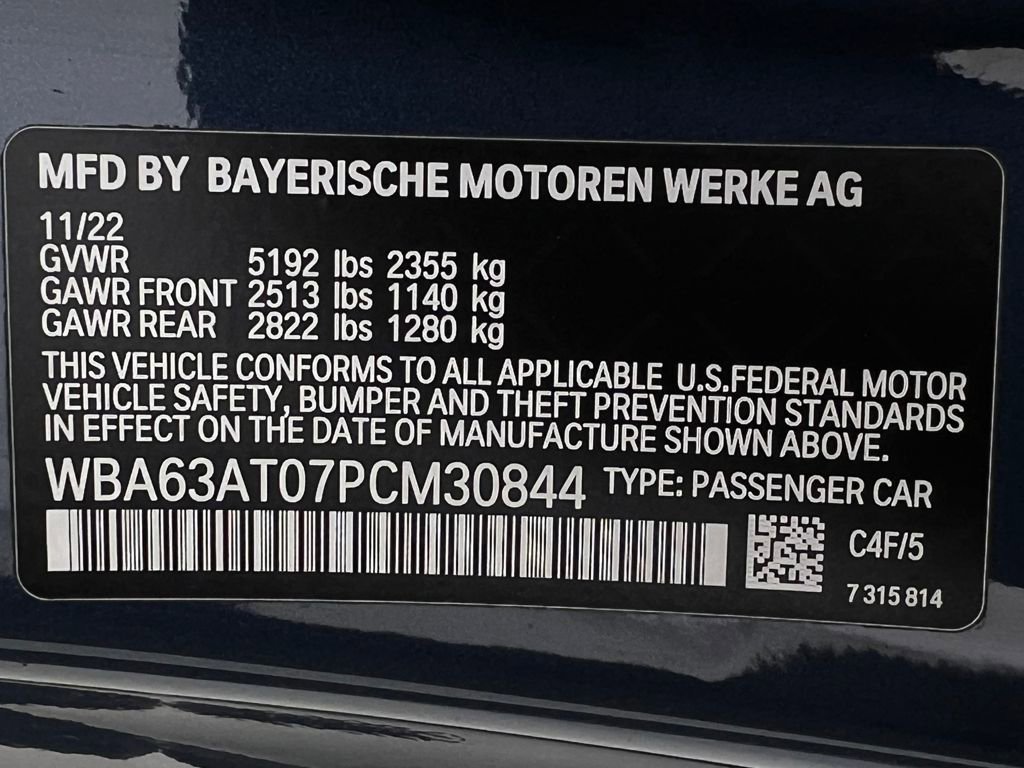 MFD BY BAYERISCHE MOTOREN WERKE AG
11/22
GVWR 5192 lbs 2355 kg
GAWR FRONT 2513 lbs 1140 kg
GAWR REAR 2822 lbs 1280 kg
THIS VEHICLE CONFORMS TO ALL APPLICABLE U.S.FEDERAL MOTOR
VEHICLE SAFETY, BUMPER AND THEFT PREVENTION STANDARDS
IN EFFECT ON THE DATE OF MANUFACTURE SHOWN ABOVE.
WBA63AT07PCM30844 TYPE: PASSENGER CAR
C4F/5
7 315 814